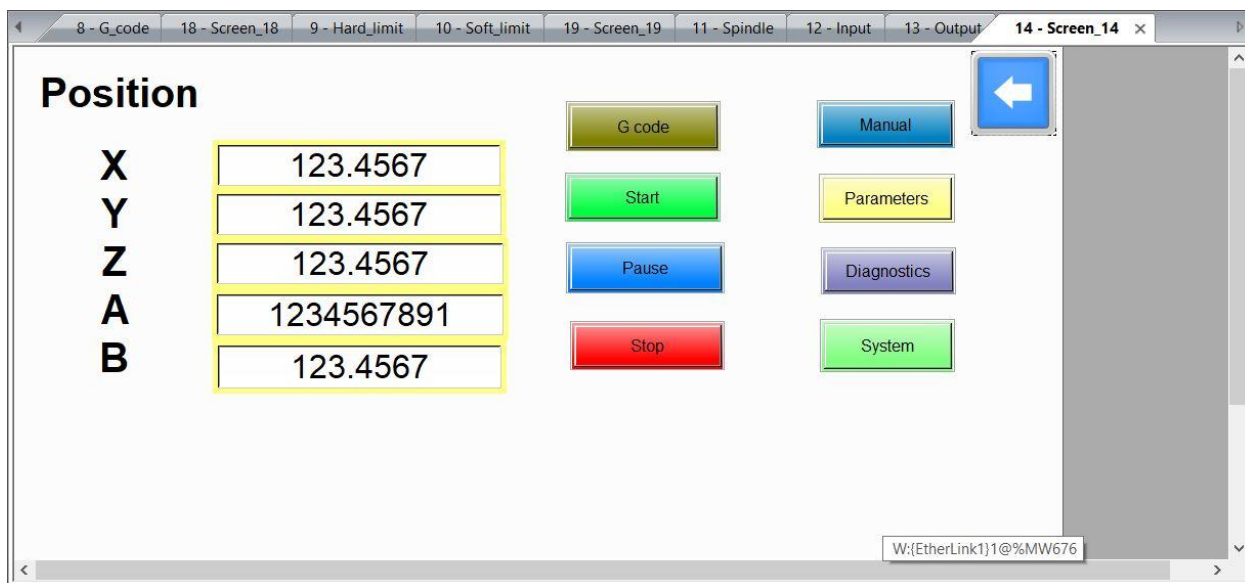 8 - G_code 18 - Screen_18 9 - Hard_limit 10 - Soft_limit 19 - Screen_19 11 - Spindle 12 - Input 13 - Output 14 - Screen_14
Position
X 123.4567
Y 123.4567
Z 123.4567
A 1234567891
B 123.4567
G code
Start
Pause
Stop
Manual
Parameters
Diagnostics
System
W:{EtherLink1}1@%MW676